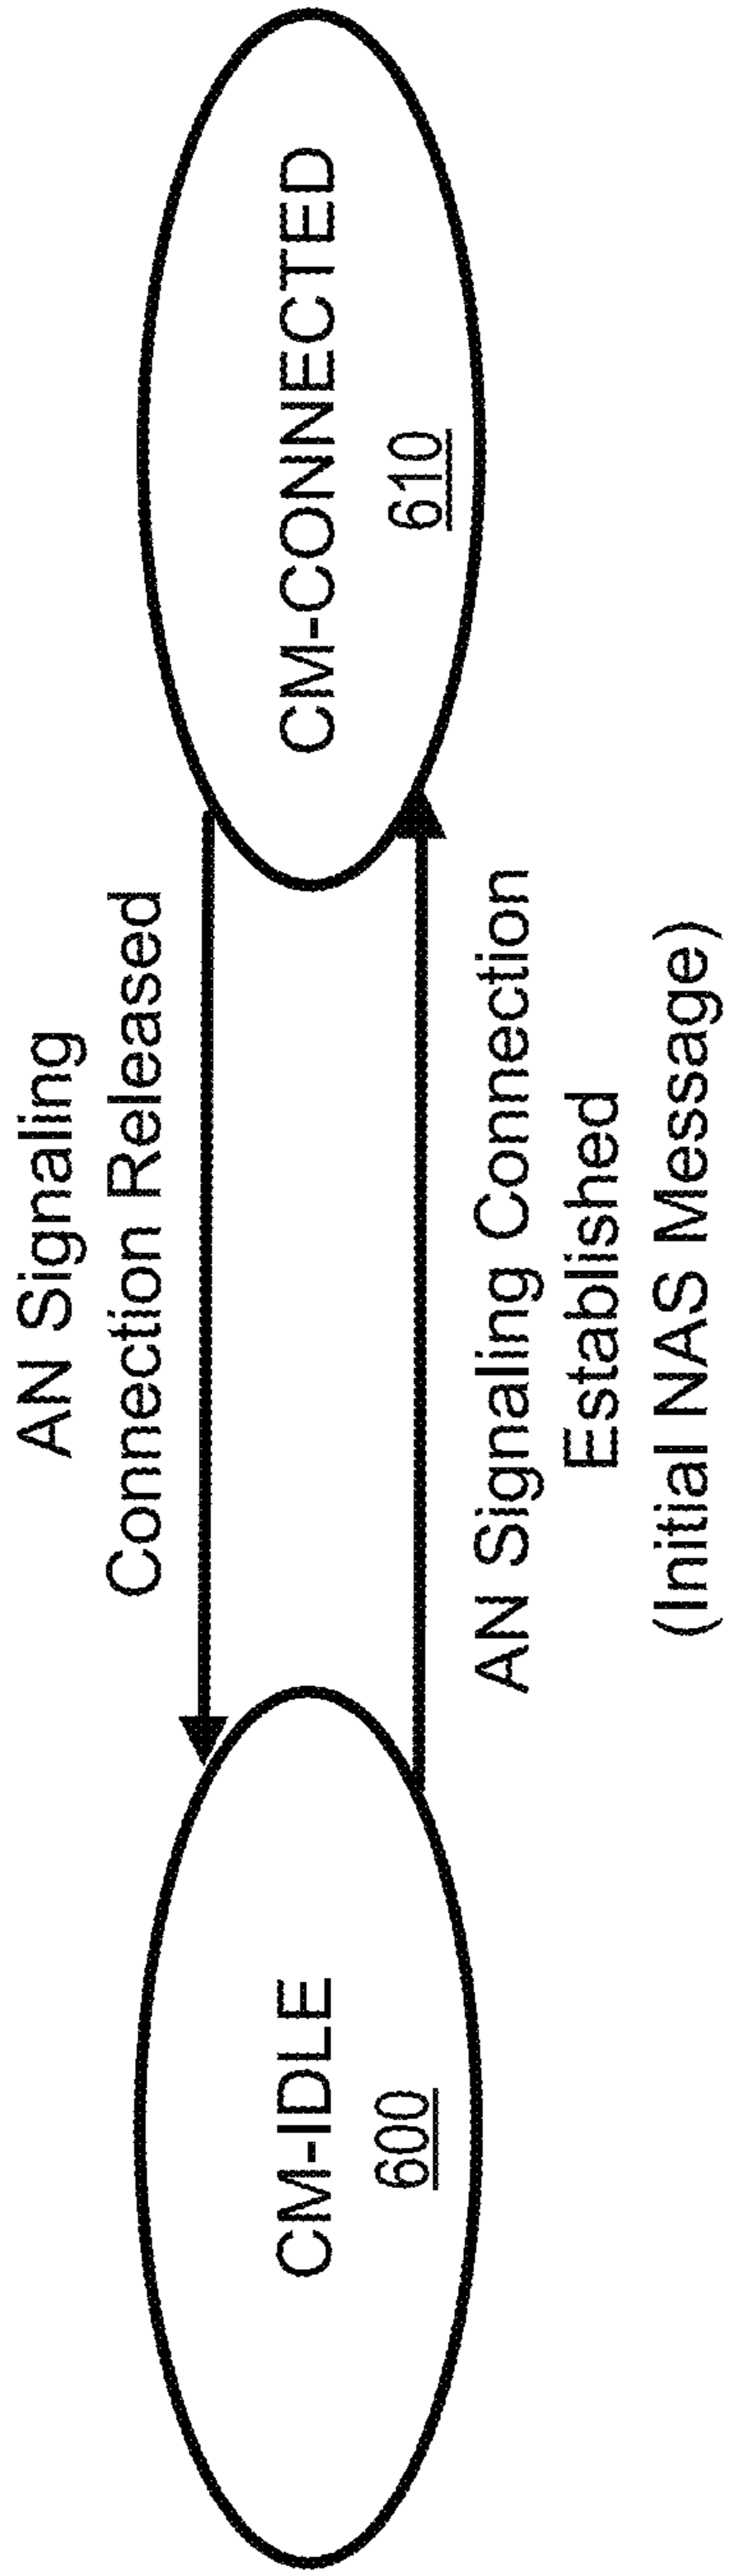 AN Signaling
Connection Released
CM-IDLE
600
CM-CONNECTED
610
AN Signaling Connection
Established
(Initial NAS Message)